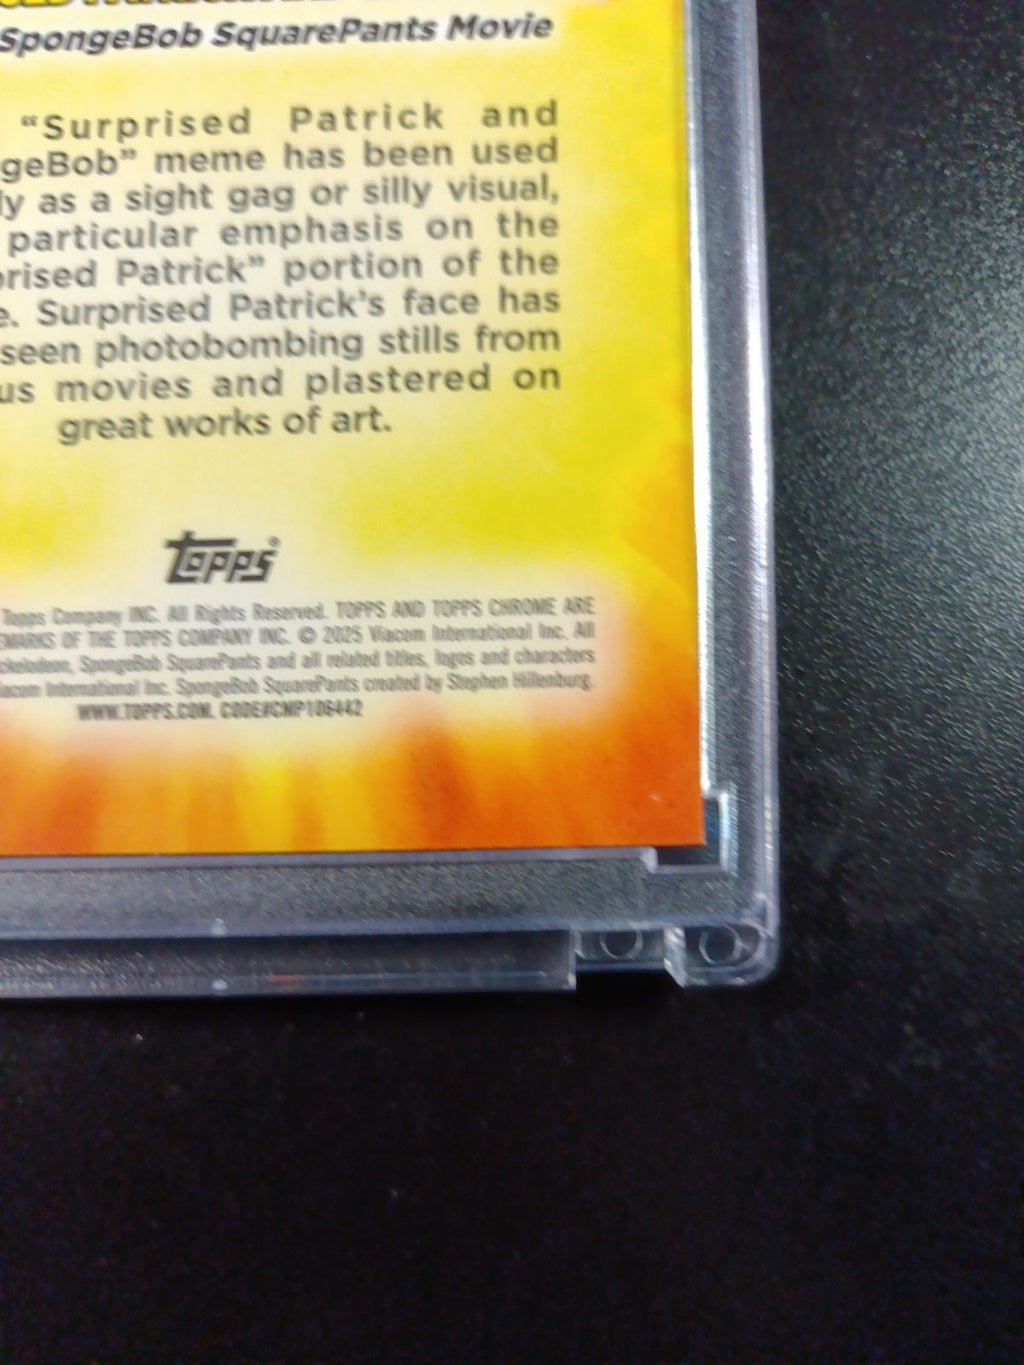 SpongeBob SquarePants Movie
"Surprised Patrick and
geBob" meme has been used
ly as a sight gag or silly visual,
particular emphasis on the
rised Patrick" portion of the
e. Surprised Patrick's face has
seen photobombing stills from
us movies and plastered on
great works of art.
topps®
Topps Company INC. All Rights Reserved. TOPPS AND TOPPS CHROME ARE
EMARKS OF THE TOPPS COMPANY INC. © 2025 Viacom International Inc. All
ckelodeon, SpongeBob SquarePants and all related titles, logos and characters
iacom International Inc. SpongeBob SquarePants created by Stephen Hillenburg.
WWW.TOPPS.COM. CODE#CMP106442